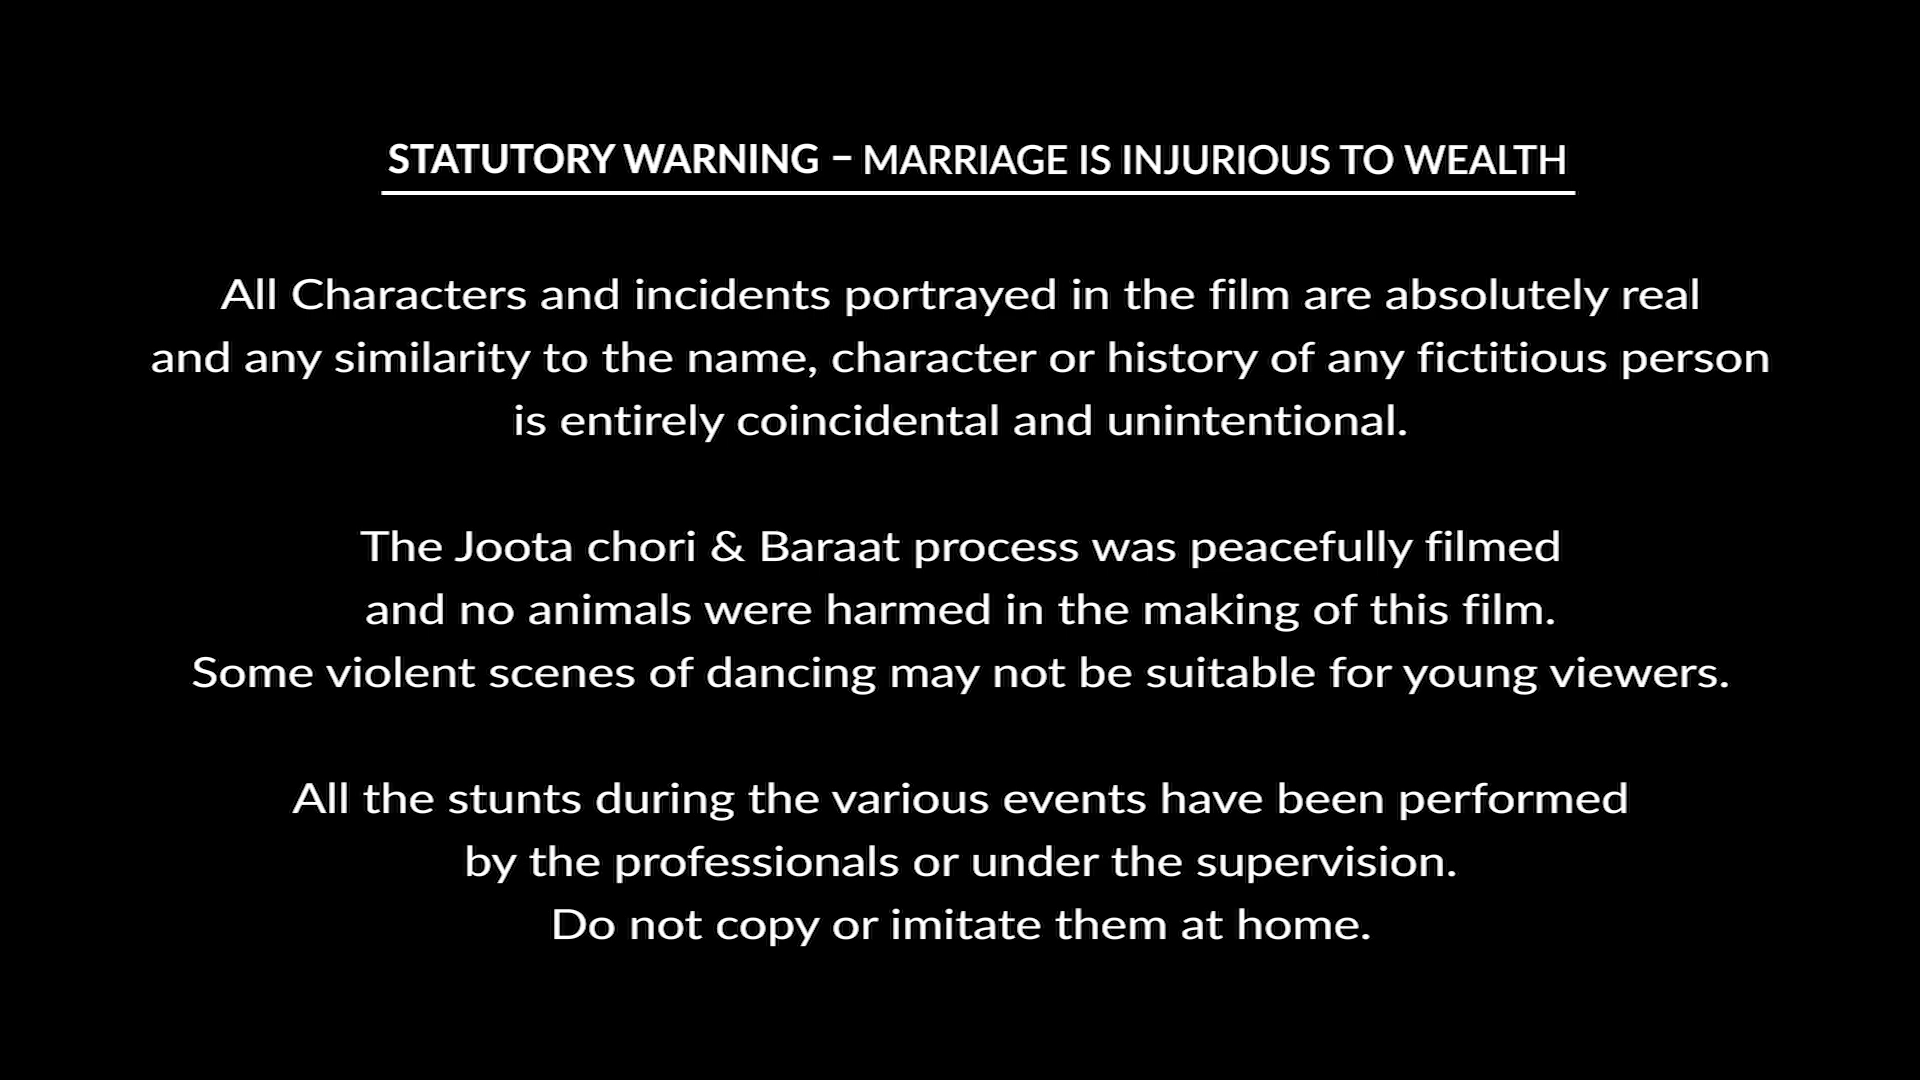 STATUTORY WARNING – MARRIAGE IS INJURIOUS TO WEALTH
All Characters and incidents portrayed in the film are absolutely real
and any similarity to the name, character or history of any fictitious person
is entirely coincidental and unintentional.
The Joota chori & Baraat process was peacefully filmed
and no animals were harmed in the making of this film.
Some violent scenes of dancing may not be suitable for young viewers.
All the stunts during the various events have been performed
by the professionals or under the supervision.
Do not copy or imitate them at home.